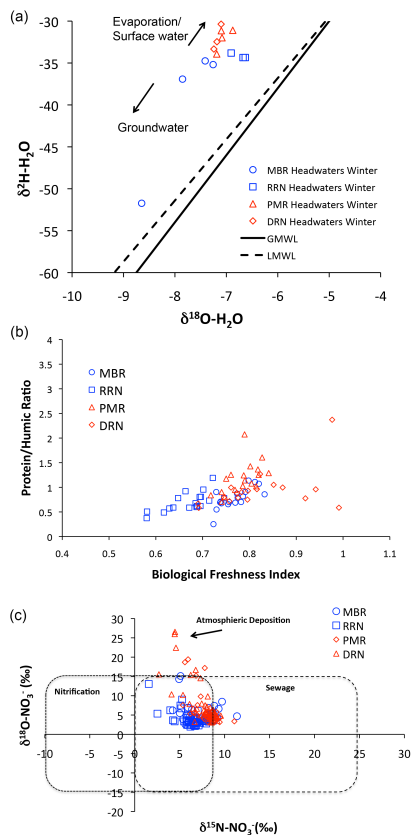 (a)
-30
-35
-40
-45
-50
-55
-60
δ²H-H₂O
Evaporation/
Surface water
Groundwater
MBR Headwaters Winter
RRN Headwaters Winter
PMR Headwaters Winter
DRN Headwaters Winter
GMWL
LMWL
-10 -9 -8 -7 -6 -5 -4
δ¹⁸O-H₂O
(b)
4
3.5
3
2.5
2
1.5
1
0.5
0
Protein/Humic Ratio
MBR
RRN
PMR
DRN
0.4 0.5 0.6 0.7 0.8 0.9 1 1.1
Biological Freshness Index
(c)
30
25
20
15
10
5
0
-5
-10
-15
-20
δ¹⁸O-NO₃⁻(‰)
Atmosphieric Deposition
MBR
RRN
PMR
DRN
Nitrification
Sewage
-10 -5 0 5 10 15 20 25 30
δ¹⁵N-NO₃⁻(‰)